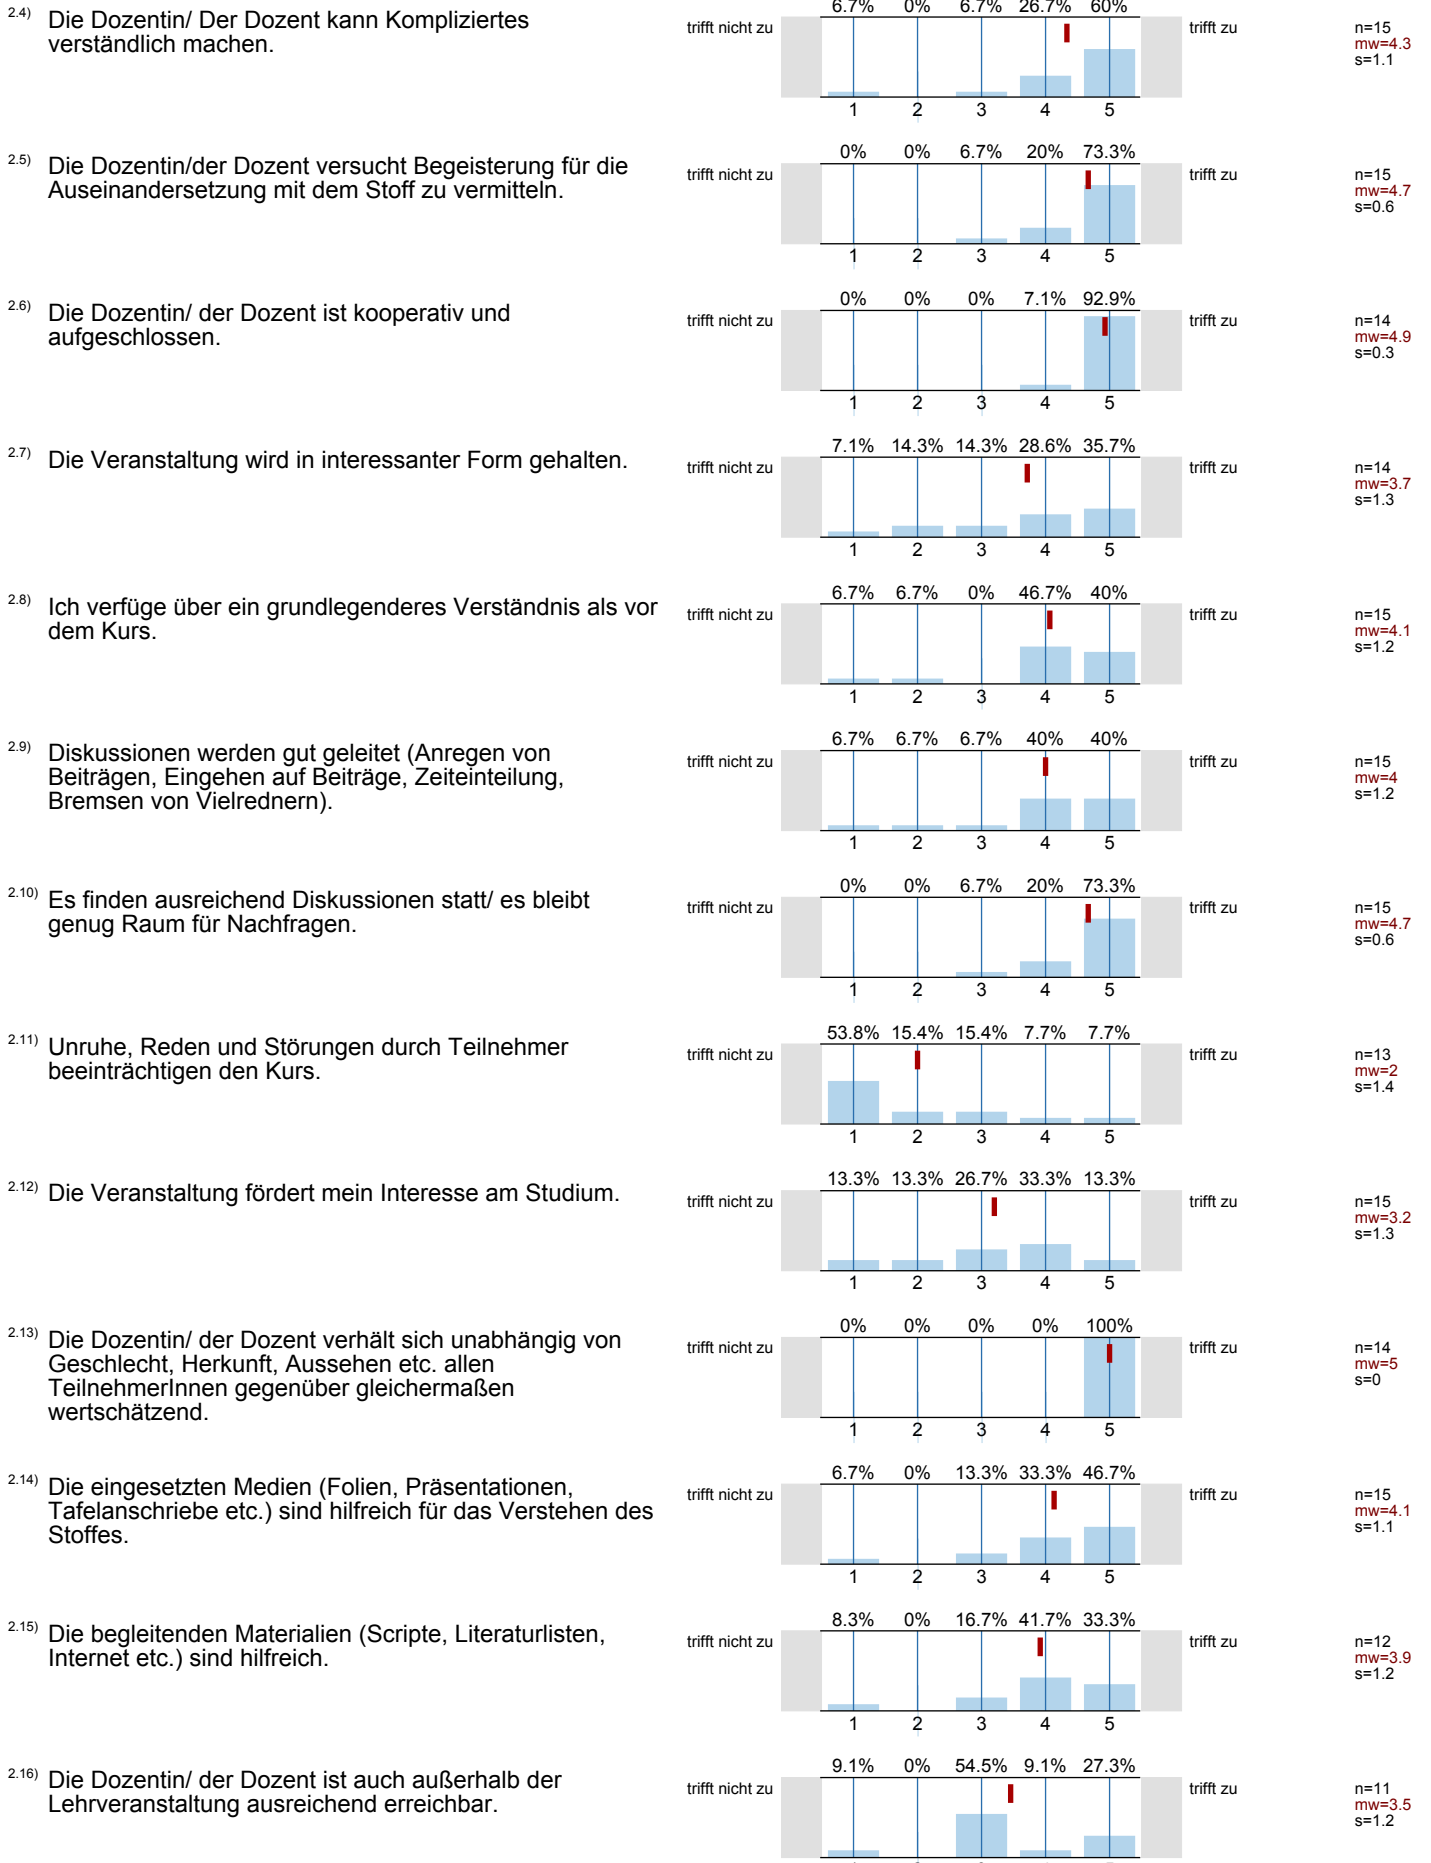 2.4) Die Dozentin/ Der Dozent kann Kompliziertes
verständlich machen.
trifft nicht zu
6.7% 0% 6.7% 26.7% 60%
1 2 3 4 5
trifft zu
n=15
mw=4.3
s=1.1
2.5) Die Dozentin/der Dozent versucht Begeisterung für die
Auseinandersetzung mit dem Stoff zu vermitteln.
trifft nicht zu
0% 0% 6.7% 20% 73.3%
1 2 3 4 5
trifft zu
n=15
mw=4.7
s=0.6
2.6) Die Dozentin/ der Dozent ist kooperativ und
aufgeschlossen.
trifft nicht zu
0% 0% 0% 7.1% 92.9%
1 2 3 4 5
trifft zu
n=14
mw=4.9
s=0.3
2.7) Die Veranstaltung wird in interessanter Form gehalten.
trifft nicht zu
7.1% 14.3% 14.3% 28.6% 35.7%
1 2 3 4 5
trifft zu
n=14
mw=3.7
s=1.3
2.8) Ich verfüge über ein grundlegenderes Verständnis als vor
dem Kurs.
trifft nicht zu
6.7% 6.7% 0% 46.7% 40%
1 2 3 4 5
trifft zu
n=15
mw=4.1
s=1.2
2.9) Diskussionen werden gut geleitet (Anregen von
Beiträgen, Eingehen auf Beiträge, Zeiteinteilung,
Bremsen von Vielrednern).
trifft nicht zu
6.7% 6.7% 6.7% 40% 40%
1 2 3 4 5
trifft zu
n=15
mw=4
s=1.2
2.10) Es finden ausreichend Diskussionen statt/ es bleibt
genug Raum für Nachfragen.
trifft nicht zu
0% 0% 6.7% 20% 73.3%
1 2 3 4 5
trifft zu
n=15
mw=4.7
s=0.6
2.11) Unruhe, Reden und Störungen durch Teilnehmer
beeinträchtigen den Kurs.
trifft nicht zu
53.8% 15.4% 15.4% 7.7% 7.7%
1 2 3 4 5
trifft zu
n=13
mw=2
s=1.4
2.12) Die Veranstaltung fördert mein Interesse am Studium.
trifft nicht zu
13.3% 13.3% 26.7% 33.3% 13.3%
1 2 3 4 5
trifft zu
n=15
mw=3.2
s=1.3
2.13) Die Dozentin/ der Dozent verhält sich unabhängig von
Geschlecht, Herkunft, Aussehen etc. allen
TeilnehmerInnen gegenüber gleichermaßen
wertschätzend.
trifft nicht zu
0% 0% 0% 0% 100%
1 2 3 4 5
trifft zu
n=14
mw=5
s=0
2.14) Die eingesetzten Medien (Folien, Präsentationen,
Tafelanschriebe etc.) sind hilfreich für das Verstehen des
Stoffes.
trifft nicht zu
6.7% 0% 13.3% 33.3% 46.7%
1 2 3 4 5
trifft zu
n=15
mw=4.1
s=1.1
2.15) Die begleitenden Materialien (Scripte, Literaturlisten,
Internet etc.) sind hilfreich.
trifft nicht zu
8.3% 0% 16.7% 41.7% 33.3%
1 2 3 4 5
trifft zu
n=12
mw=3.9
s=1.2
2.16) Die Dozentin/ der Dozent ist auch außerhalb der
Lehrveranstaltung ausreichend erreichbar.
trifft nicht zu
9.1% 0% 54.5% 9.1% 27.3%
trifft zu
n=11
mw=3.5
s=1.2